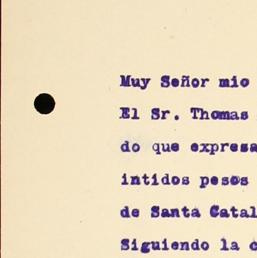 Muy Señor mio
El Sr. Thomas
do que expresa
intidos pesos
de Santa Catal
Siguiendo la c